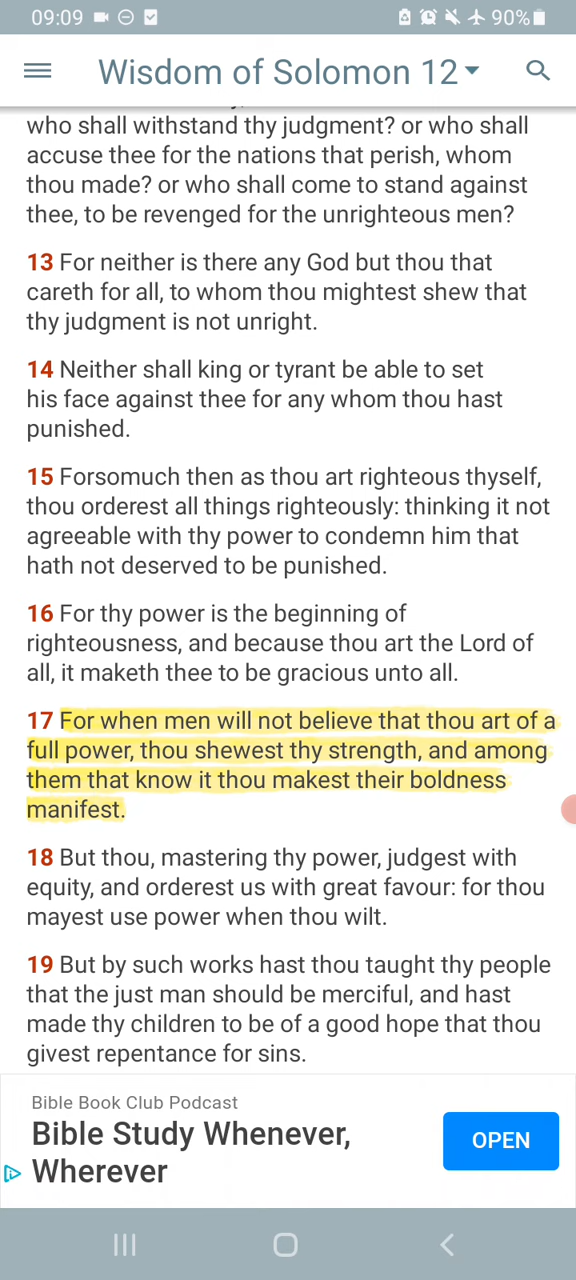 09:09
90%
Wisdom of Solomon 12
who shall withstand thy judgment? or who shall
accuse thee for the nations that perish, whom
thou made? or who shall come to stand against
thee, to be revenged for the unrighteous men?
13 For neither is there any God but thou that
careth for all, to whom thou mightest shew that
thy judgment is not unright.
14 Neither shall king or tyrant be able to set
his face against thee for any whom thou hast
punished.
15 Forsomuch then as thou art righteous thyself,
thou orderest all things righteously: thinking it not
agreeable with thy power to condemn him that
hath not deserved to be punished.
16 For thy power is the beginning of
righteousness, and because thou art the Lord of
all, it maketh thee to be gracious unto all.
17 For when men will not believe that thou art of a
full power, thou shewest thy strength, and among
them that know it thou makest their boldness
manifest.
18 But thou, mastering thy power, judgest with
equity, and orderest us with great favour: for thou
mayest use power when thou wilt.
19 But by such works hast thou taught thy people
that the just man should be merciful, and hast
made thy children to be of a good hope that thou
givest repentance for sins.
Bible Book Club Podcast
Bible Study Whenever,
Wherever
OPEN